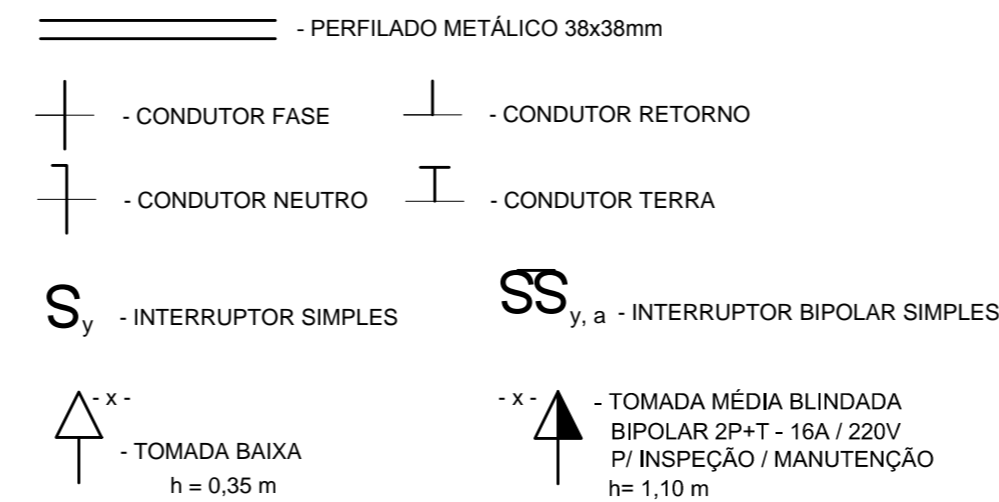 - PERFILADO METÁLICO 38x38mm
- CONDUTOR FASE
- CONDUTOR RETORNO
- CONDUTOR NEUTRO
- CONDUTOR TERRA
Sy - INTERRUPTOR SIMPLES
SSy, a - INTERRUPTOR BIPOLAR SIMPLES
- x -
- TOMADA BAIXA
h = 0,35 m
- x -
- TOMADA MÉDIA BLINDADA
BIPOLAR 2P+T - 16A / 220V
P/ INSPEÇÃO / MANUTENÇÃO
h= 1,10 m